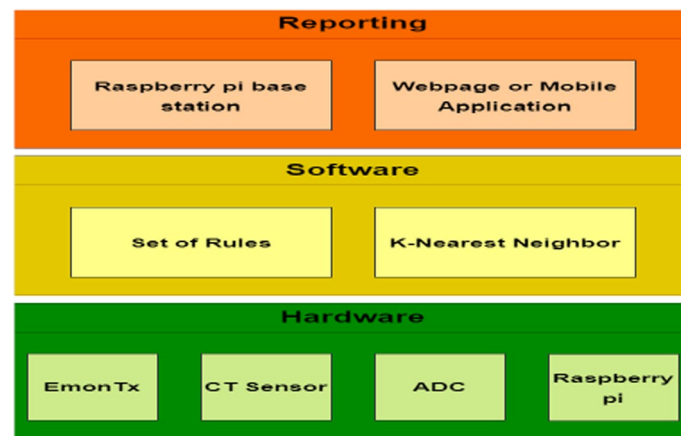 Reporting
Raspberry pi base
station
Webpage or Mobile
Application
Software
Set of Rules
K-Nearest Neighbor
Hardware
EmonTx
CT Sensor
ADC
Raspberry
pi